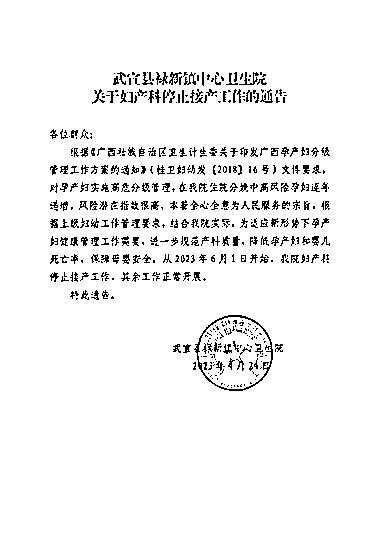 武宣县禄新镇中心卫生院
关于妇产科停止接产工作的通告
各位群众:
根据《广西壮族自治区卫生计生委关于印发广西孕产妇分级
管理工作方案的通知》(桂卫妇幼发【2018】16号)文件要求,
对孕产妇实施高危分级管理,在我院住院分娩中高风险孕妇逐年
递增,风险潜在指数很高,本着全心全意为人民服务的宗旨,根
据上级妇幼工作管理要求,结合我院实际,为适应新形势下孕产
妇健康管理工作需要,进一步规范产科质量,降低孕产妇和婴儿
死亡率,保障母婴安全,从2023年6月1日开始,我院妇产科
停止接产工作,其余工作正常开展。
特此通告。
武宣县禄新镇中心卫生院
2023年4月24日